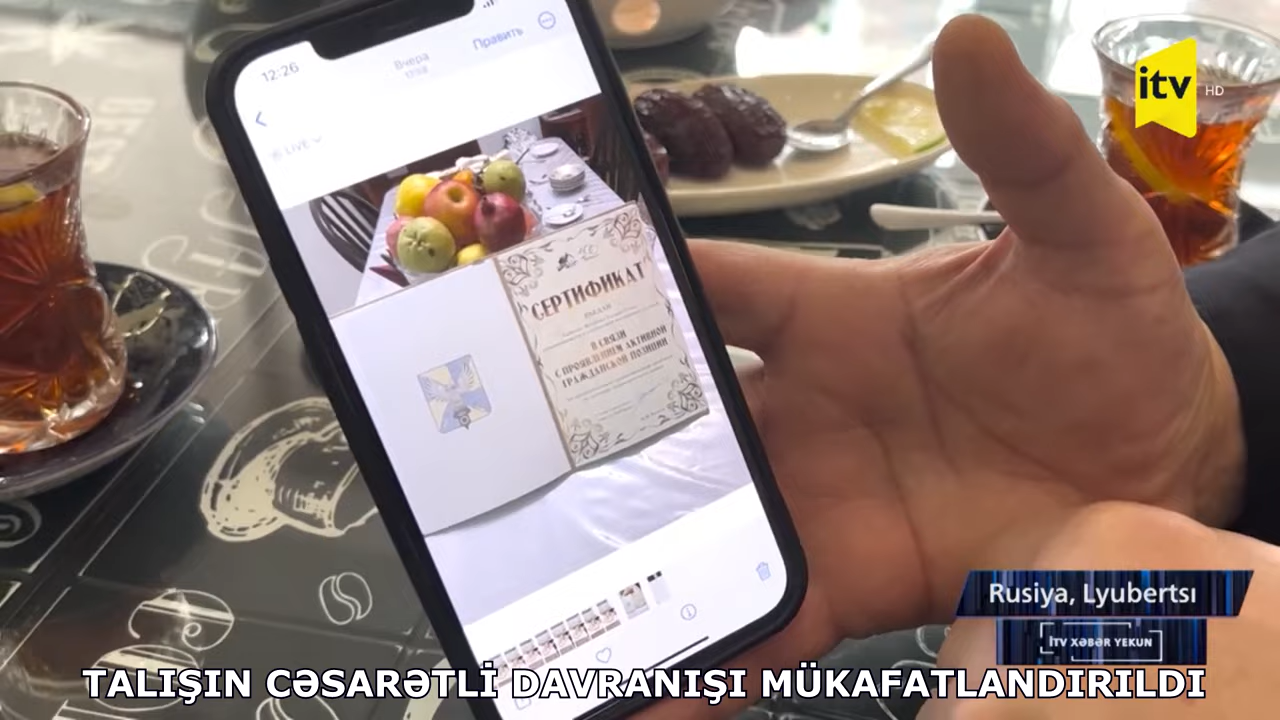 12:26
Вчера
Править
LIVE
itv HD
СЕРТИФИКАТ
В СВЯЗИ
С ПРОЯВЛЕНИЕМ АКТИВНОЙ
ГРАЖДАНСКОЙ ПОЗИЦИИ
Rusiya, Lyubertsı
İTV XƏBƏR YEKUN
TALIŞIN CƏSARƏTLİ DAVRANIŞI MÜKAFATLANDIRILDI